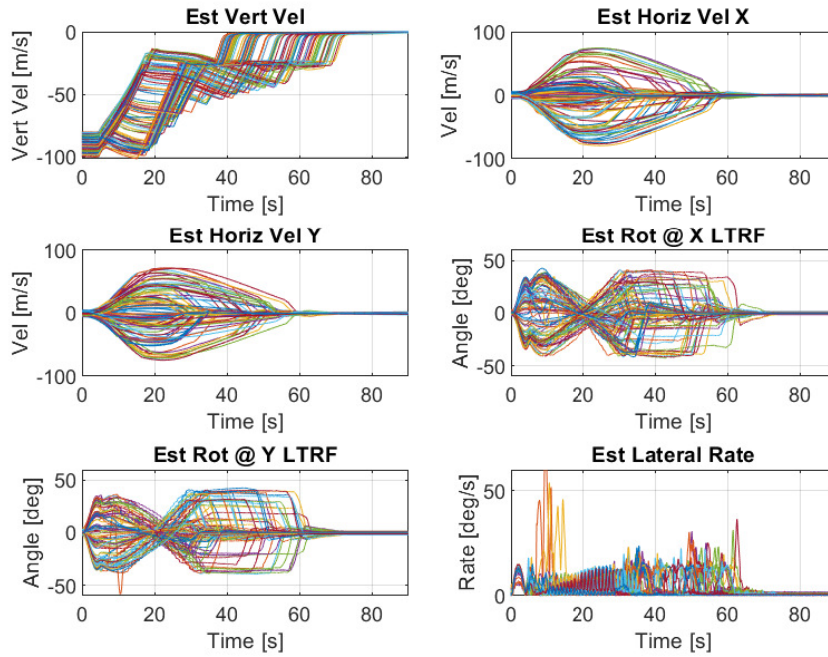 Est Vert Vel
Vert Vel [m/s]
0
-50
-100
0 20 40 60 80
Time [s]
Est Horiz Vel X
Vel [m/s]
100
0
-100
0 20 40 60 80
Time [s]
Est Horiz Vel Y
Vel [m/s]
100
0
-100
0 20 40 60 80
Time [s]
Est Rot @ X LTRF
Angle [deg]
50
0
-50
0 20 40 60 80
Time [s]
Est Rot @ Y LTRF
Angle [deg]
50
0
-50
0 20 40 60 80
Time [s]
Est Lateral Rate
Rate [deg/s]
50
0
0 20 40 60 80
Time [s]